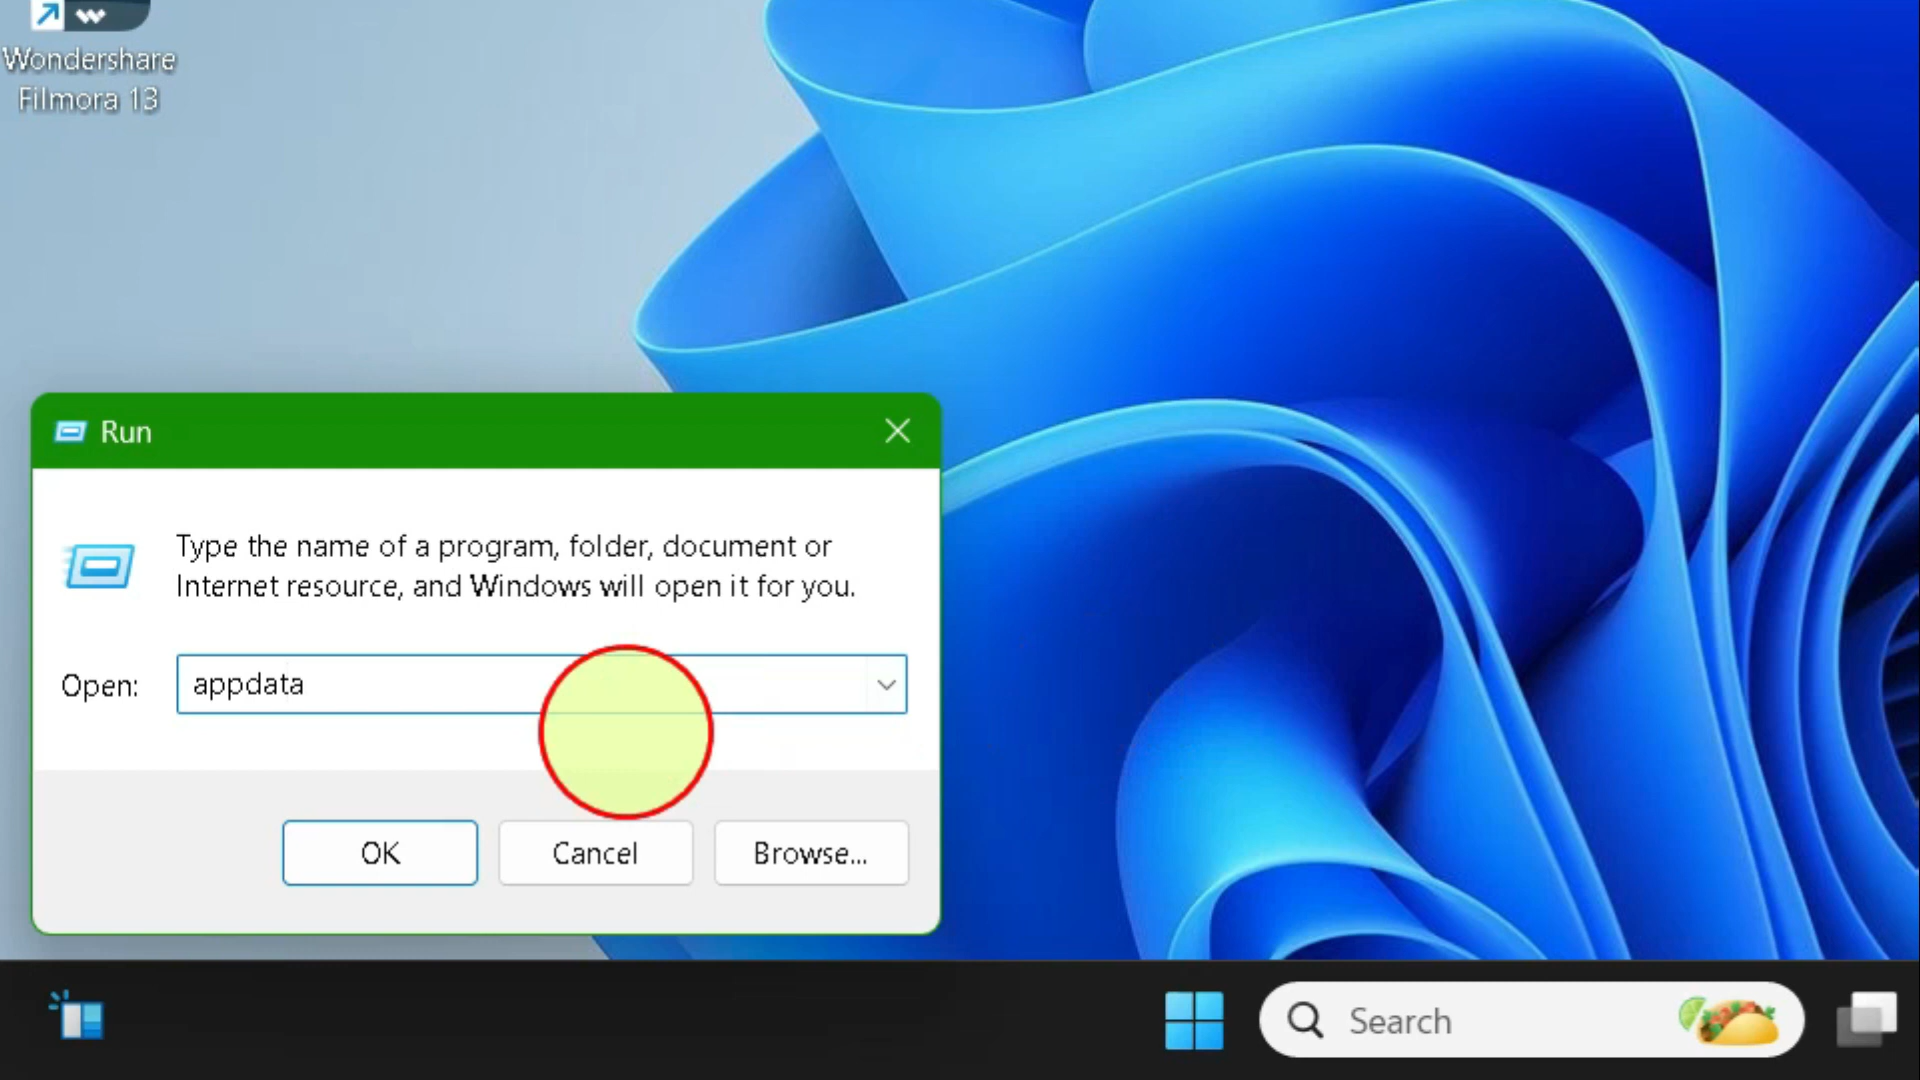 Wondershare
Filmora 13
Run
Type the name of a program, folder, document or
Internet resource, and Windows will open it for you.
Open:
appdata
OK
Cancel
Browse...
Search